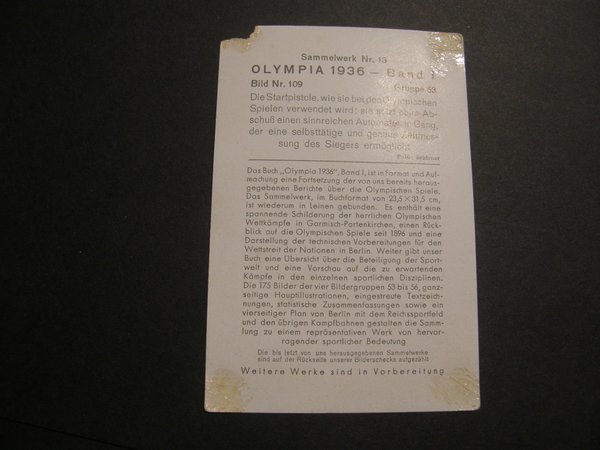 Sammelwerk Nr. 13
OLYMPIA 1936 – Band I
Bild Nr. 109
Gruppe 53
Die Startpistole, wie sie bei den Olympischen
Spielen verwendet wird; sie setzt beim Ab-
schuß einen sinnreichen Automaten in Gang,
der eine selbsttätige und genaue Zeitmes-
sung des Siegers ermöglicht
Das Buch „Olympia 1936", Band I, ist in Format und Auf-
machung eine Fortsetzung der von uns bereits heraus-
gegebenen Berichte über die Olympischen Spiele.
Das Sammelwerk, im Buchformat von 23,5 × 31,5 cm,
ist wiederum in Leinen gebunden. Es enthält eine
spannende Schilderung der herrlichen Olympischen
Wettkämpfe in Garmisch-Partenkirchen, einen Rück-
blick auf die Olympischen Spiele seit 1896 und eine
Darstellung der technischen Vorbereitungen für den
Wettstreit der Nationen in Berlin. Weiter gibt unser
Buch eine Übersicht über die Beteiligung der Sport-
welt und eine Vorschau auf die zu erwartenden
Kämpfe in den einzelnen sportlichen Disziplinen.
Die 175 Bilder der vier Bildergruppen 53 bis 56, ganz-
seitige Hauptillustrationen, eingestreute Textzeich-
nungen, statistische Zusammenfassungen sowie ein
vierseitiger Plan von Berlin mit dem Reichssportfeld
und den übrigen Kampfbahnen gestalten die Samm-
lung zu einem repräsentativen Werk von hervor-
ragender sportlicher Bedeutung
Die bis jetzt von uns herausgegebenen Sammelwerke
sind auf der Rückseite unserer Bilderschecks aufgezählt
Weitere Werke sind in Vorbereitung